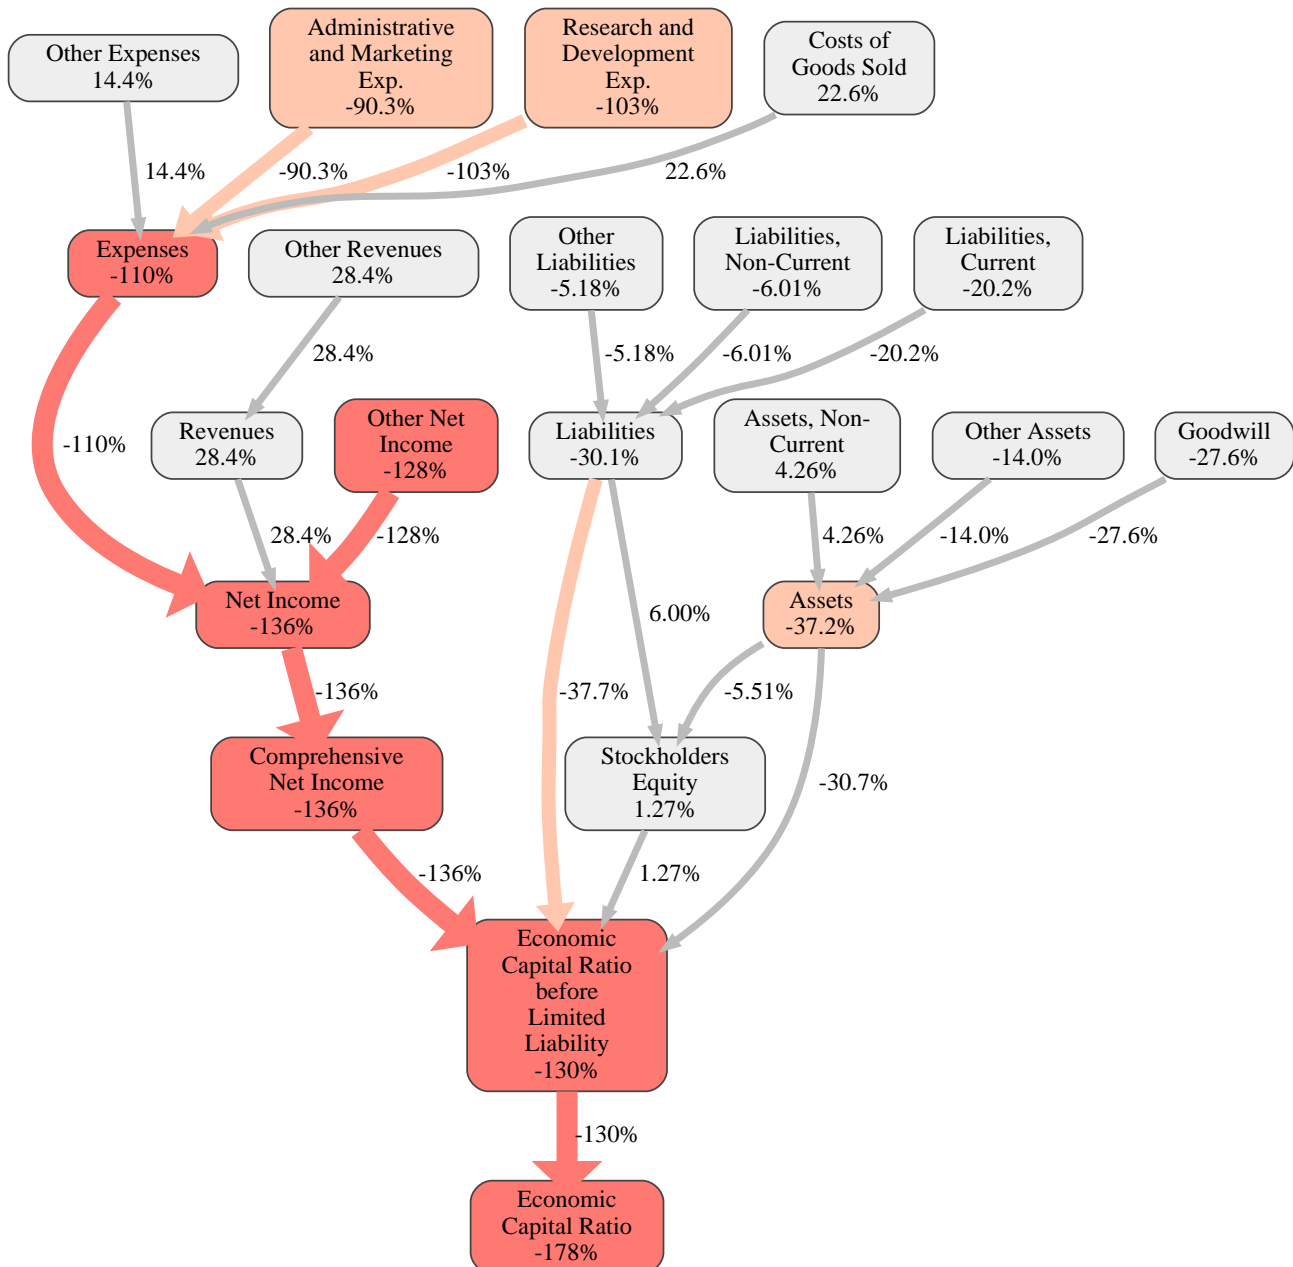 Other Expenses
14.4%
Administrative
and Marketing
Exp.
-90.3%
Research and
Development
Exp.
-103%
Costs of
Goods Sold
22.6%
14.4%
-90.3%
-103%
22.6%
Expenses
-110%
Other Revenues
28.4%
Other
Liabilities
-5.18%
Liabilities,
Non-Current
-6.01%
Liabilities,
Current
-20.2%
28.4%
-5.18%
-6.01%
-20.2%
-110%
Revenues
28.4%
Other Net
Income
-128%
Liabilities
-30.1%
Assets, Non-
Current
4.26%
Other Assets
-14.0%
Goodwill
-27.6%
28.4%
-128%
4.26%
-14.0%
-27.6%
Net Income
-136%
6.00%
Assets
-37.2%
-136%
-37.7%
-5.51%
Comprehensive
Net Income
-136%
Stockholders
Equity
1.27%
-30.7%
-136%
1.27%
Economic
Capital Ratio
before
Limited
Liability
-130%
-130%
Economic
Capital Ratio
-178%